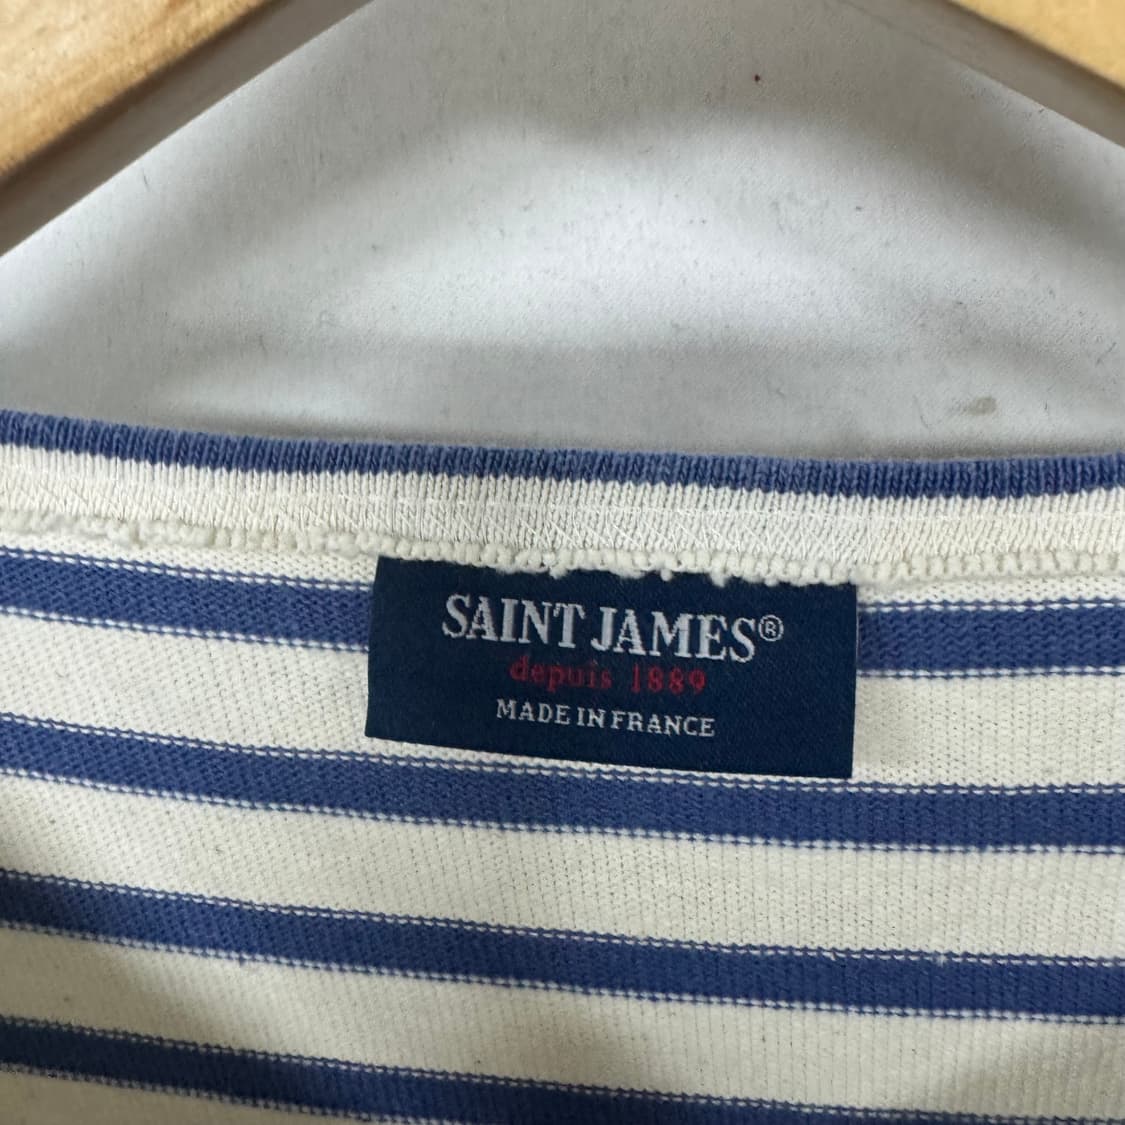 SAINT JAMES®
depuis 1889
MADE IN FRANCE